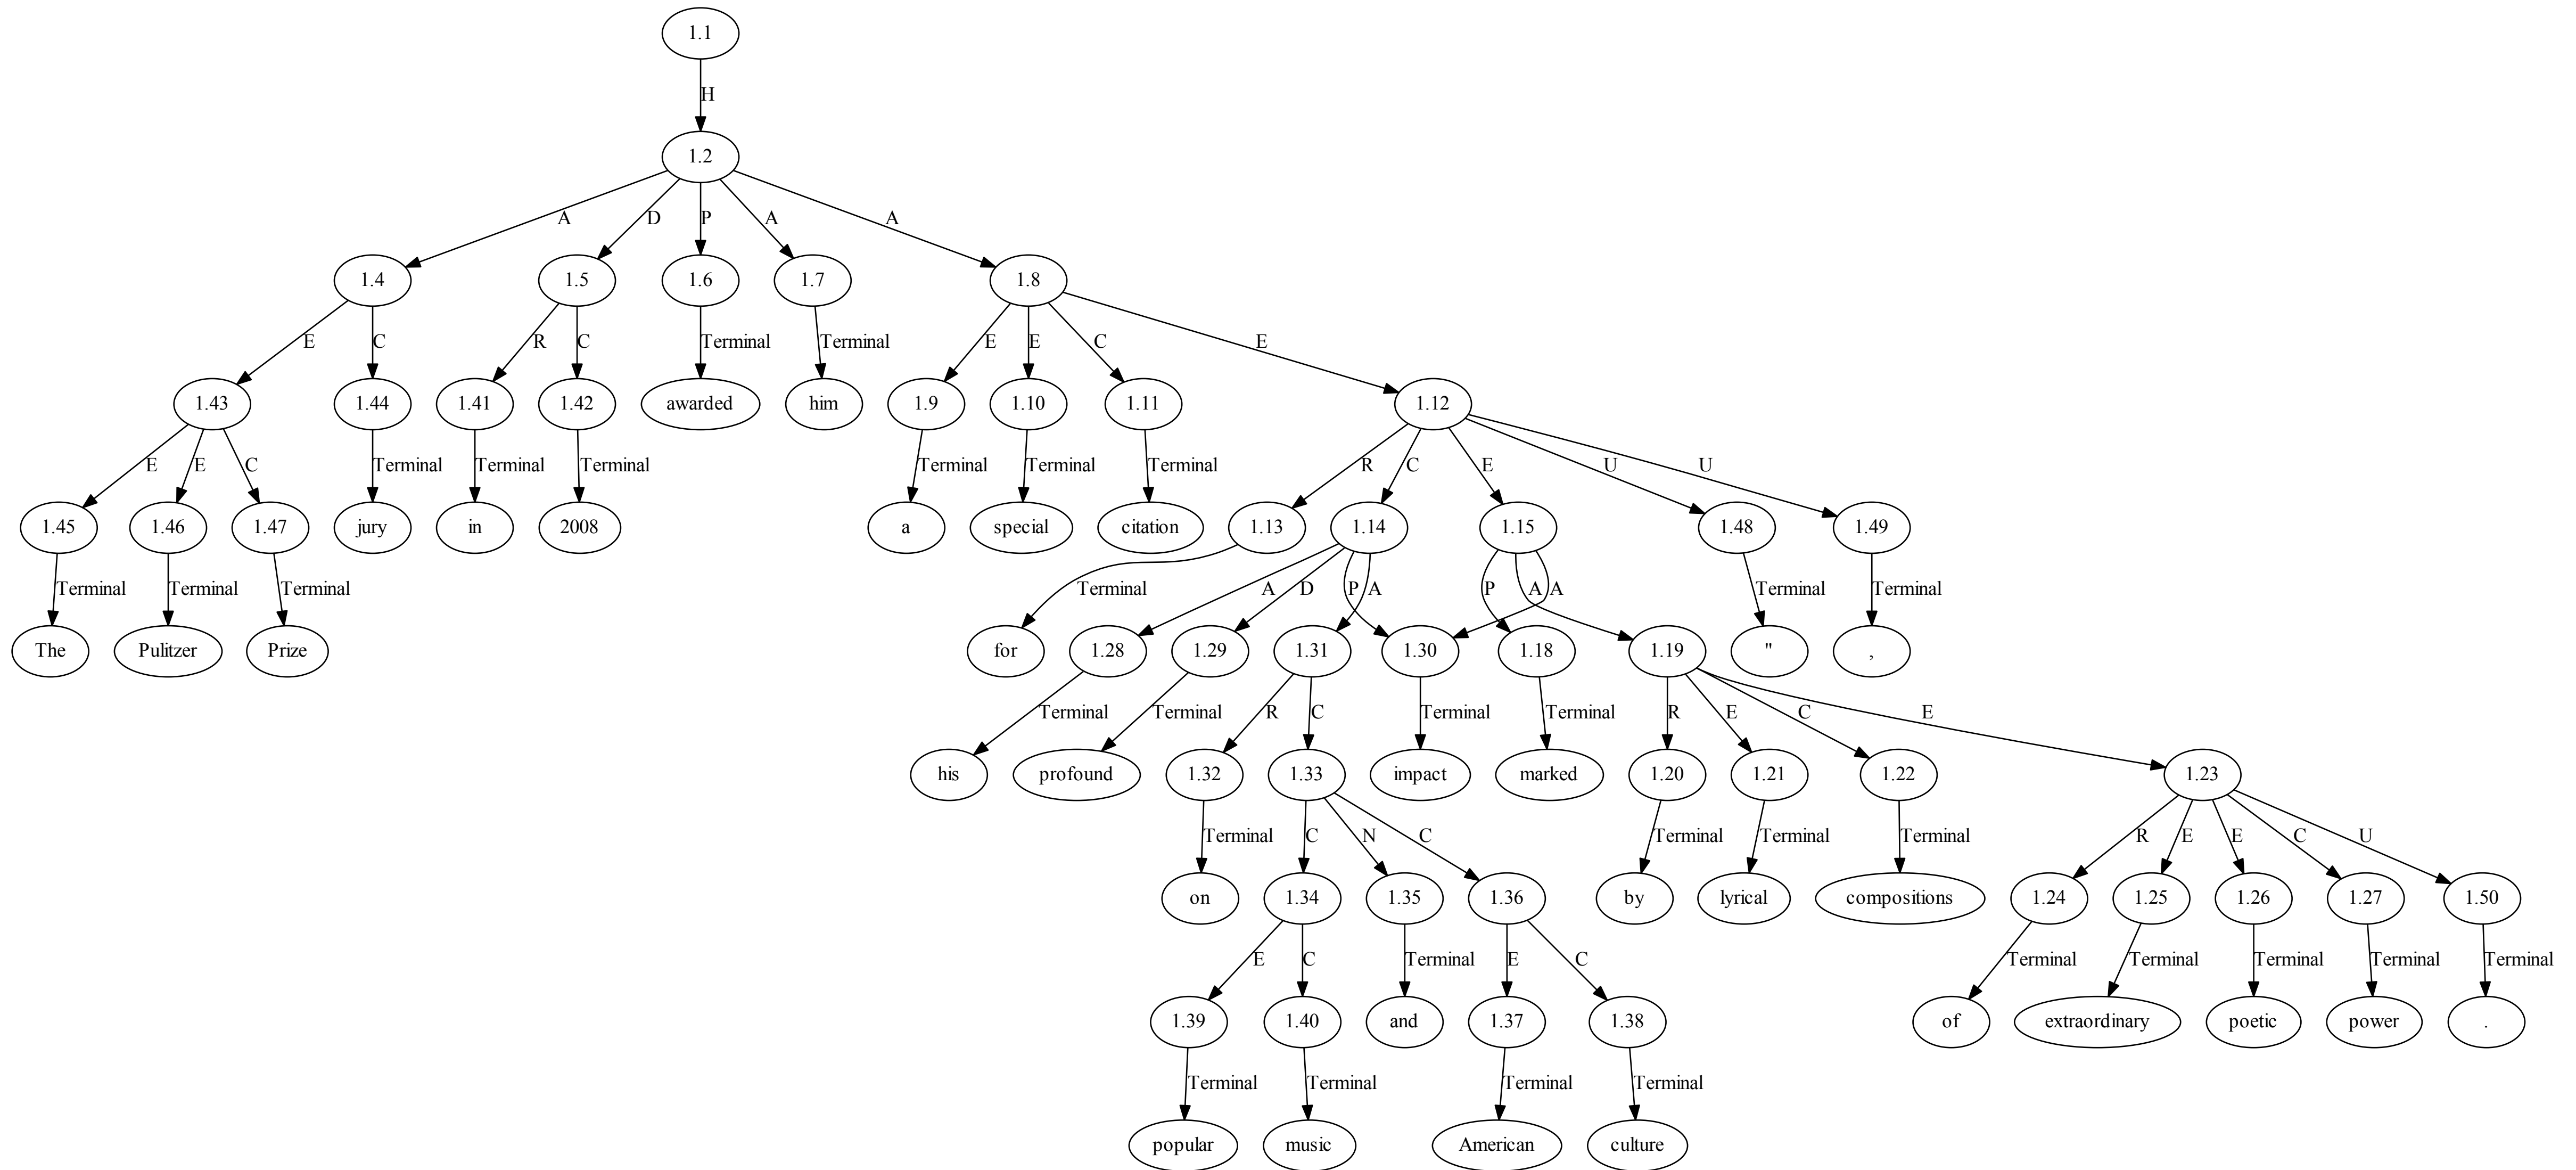 1.1
H
1.2
A D P A A
1.4 1.5 1.6 1.7 1.8
E C R C Terminal Terminal E E C E
1.43 1.44 1.41 1.42 awarded him 1.9 1.10 1.11 1.12
E E C Terminal Terminal Terminal Terminal Terminal Terminal R C E U U
1.45 1.46 1.47 jury in 2008 a special citation 1.13 1.14 1.15 1.48 1.49
Terminal Terminal Terminal Terminal A D P A P A A Terminal Terminal
The Pulitzer Prize for 1.28 1.29 1.31 1.30 1.18 1.19 " ,
Terminal Terminal R C Terminal Terminal R E C E
his profound 1.32 1.33 impact marked 1.20 1.21 1.22 1.23
Terminal C N C Terminal Terminal Terminal R E E C U
on 1.34 1.35 1.36 by lyrical compositions 1.24 1.25 1.26 1.27 1.50
E C Terminal E C Terminal Terminal Terminal Terminal Terminal
1.39 1.40 and 1.37 1.38 of extraordinary poetic power .
Terminal Terminal Terminal Terminal
popular music American culture